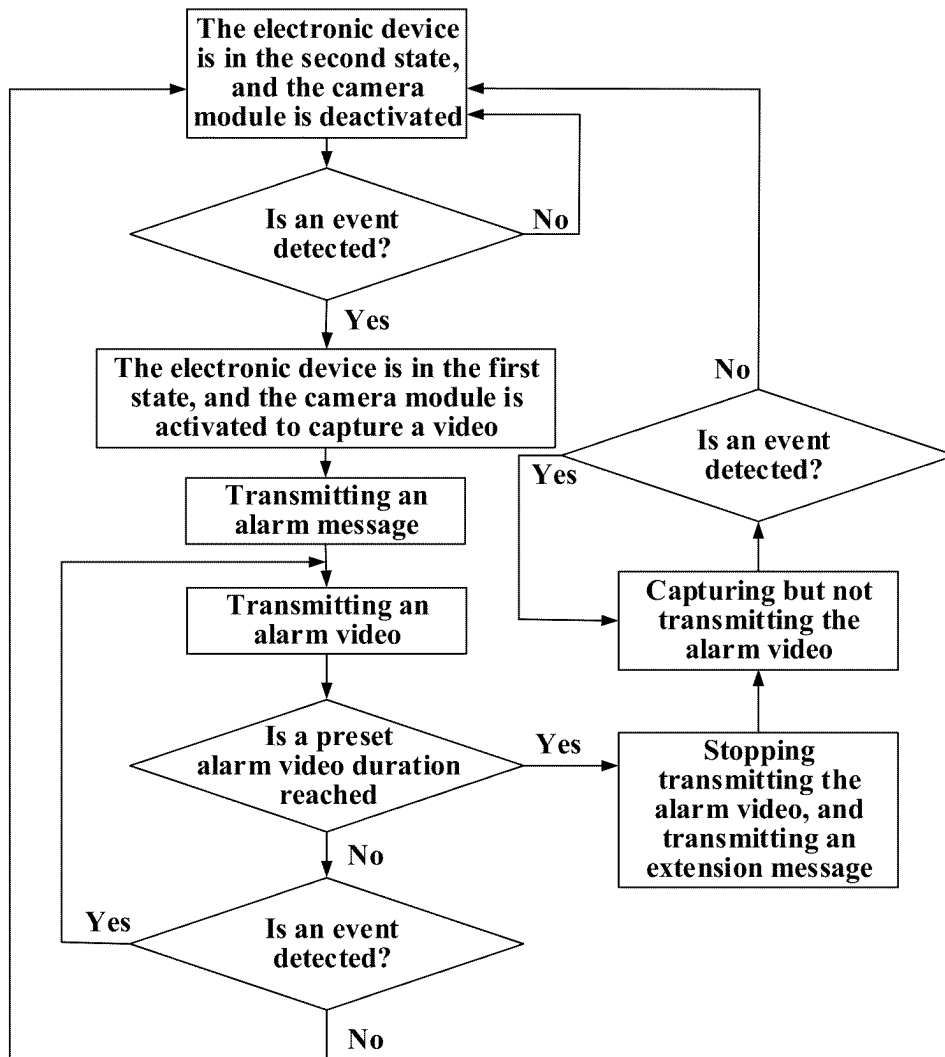 The electronic device
is in the second state,
and the camera
module is deactivated
Is an event
detected?
No
Yes
The electronic device is in the first
state, and the camera module is
activated to capture a video
Transmitting an
alarm message
Transmitting an
alarm video
Is a preset
alarm video duration
reached
Yes
No
Is an event
detected?
Yes
No
Stopping
transmitting the
alarm video, and
transmitting an
extension message
Capturing but not
transmitting the
alarm video
Is an event
detected?
Yes
No